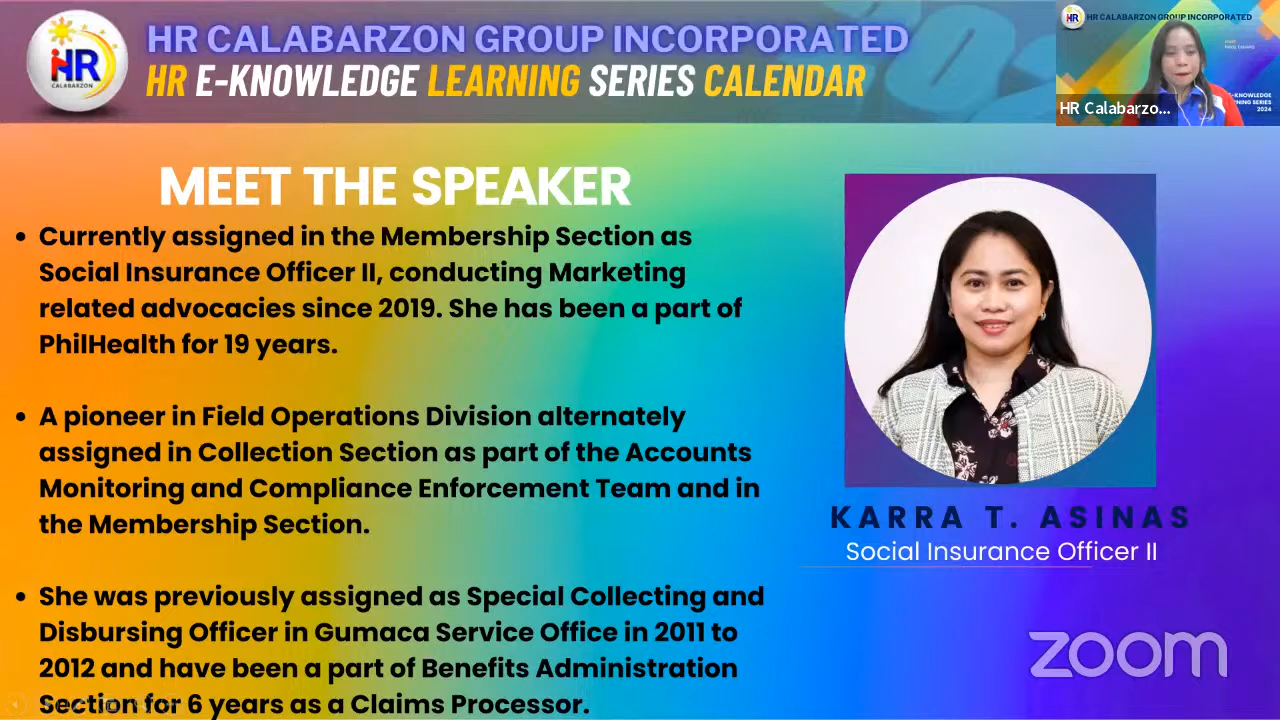 HR CALABARZON GROUP INCORPORATED
HR E-KNOWLEDGE LEARNING SERIES CALENDAR
HR
CALABARZON
HR CALABARZON GROUP INCORPORATED
HR Calabarzo...
2024
MEET THE SPEAKER
• Currently assigned in the Membership Section as
Social Insurance Officer II, conducting Marketing
related advocacies since 2019. She has been a part of
PhilHealth for 19 years.
• A pioneer in Field Operations Division alternately
assigned in Collection Section as part of the Accounts
Monitoring and Compliance Enforcement Team and in
the Membership Section.
• She was previously assigned as Special Collecting and
Disbursing Officer in Gumaca Service Office in 2011 to
2012 and have been a part of Benefits Administration
Section for 6 years as a Claims Processor.
KARRA T. ASINAS
Social Insurance Officer II
zoom